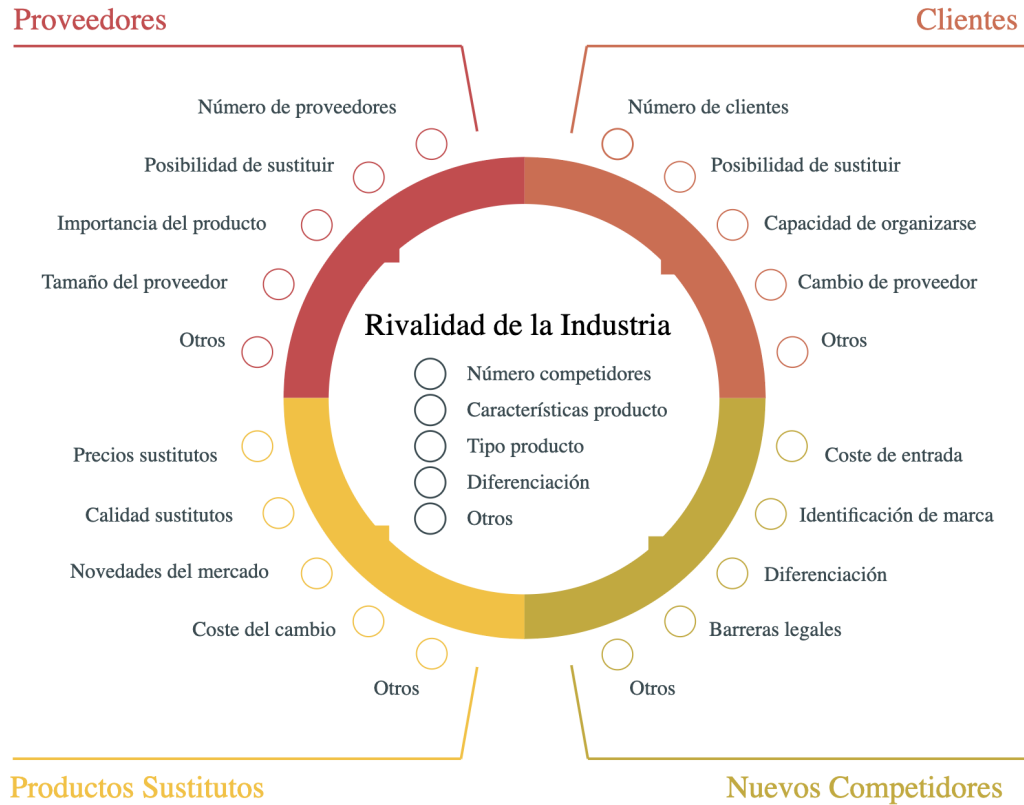 Proveedores
Clientes
Número de proveedores
Número de clientes
Posibilidad de sustituir
Posibilidad de sustituir
Importancia del producto
Capacidad de organizarse
Tamaño del proveedor
Cambio de proveedor
Otros
Otros
Rivalidad de la Industria
Número competidores
Características producto
Tipo producto
Diferenciación
Otros
Precios sustitutos
Coste de entrada
Calidad sustitutos
Identificación de marca
Novedades del mercado
Diferenciación
Coste del cambio
Barreras legales
Otros
Otros
Productos Sustitutos
Nuevos Competidores